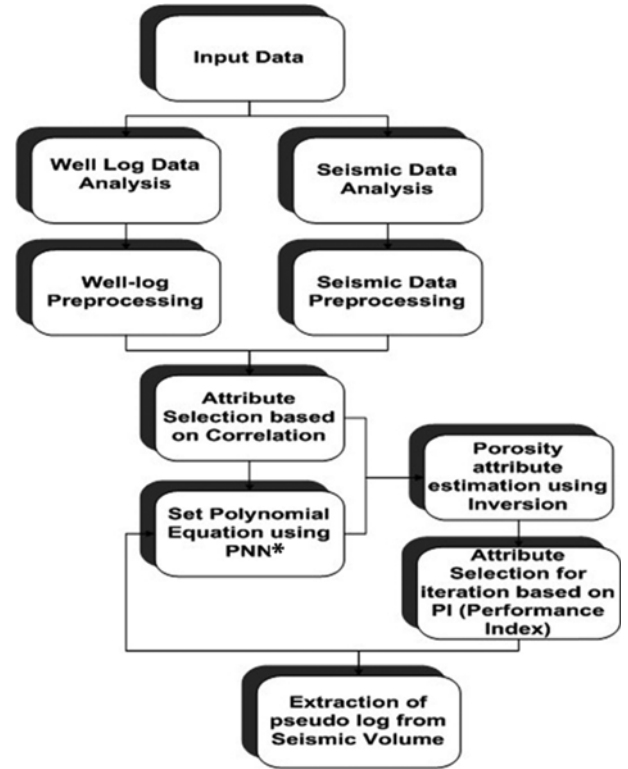 Input Data
Well Log Data
Analysis
Seismic Data
Analysis
Well-log
Preprocessing
Seismic Data
Preprocessing
Attribute
Selection based
on Correlation
Porosity
attribute
estimation using
Inversion
Set Polynomial
Equation using
PNN*
Attribute
Selection for
iteration based on
PI (Performance
Index)
Extraction of
pseudo log from
Seismic Volume